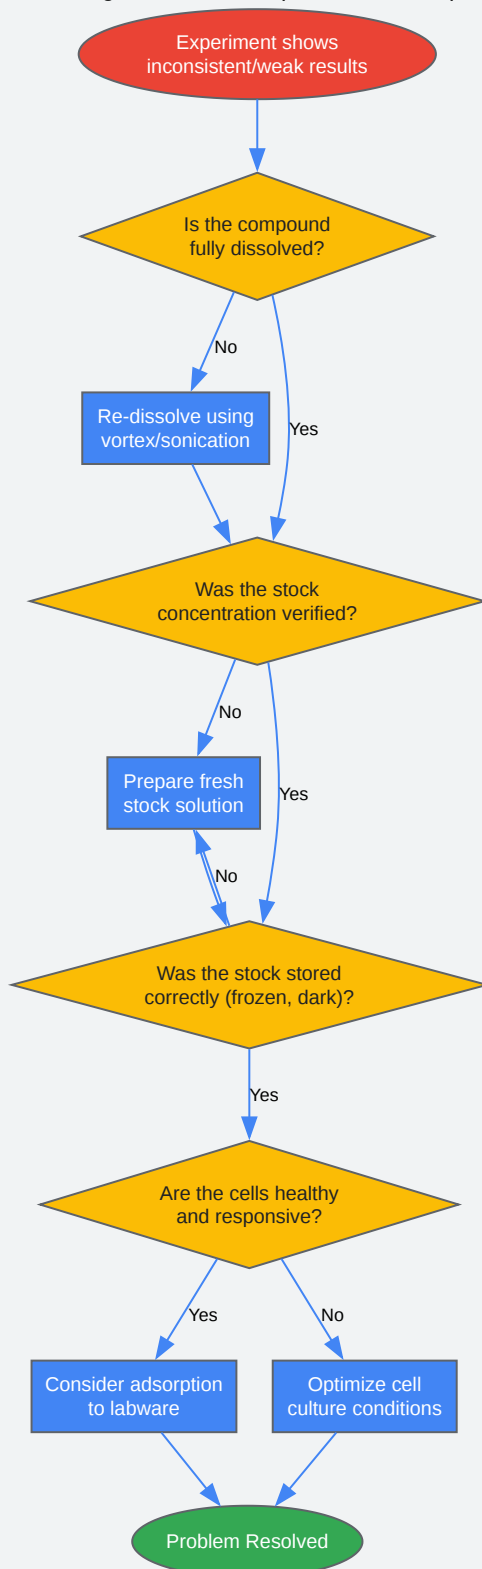 Experiment shows
inconsistent/weak results
Is the compound
fully dissolved?
No
Re-dissolve using
vortex/sonication
Yes
Was the stock
concentration verified?
No
Prepare fresh
stock solution
Yes
No
Was the stock stored
correctly (frozen, dark)?
Yes
Are the cells healthy
and responsive?
Yes
No
Consider adsorption
to labware
Optimize cell
culture conditions
Problem Resolved